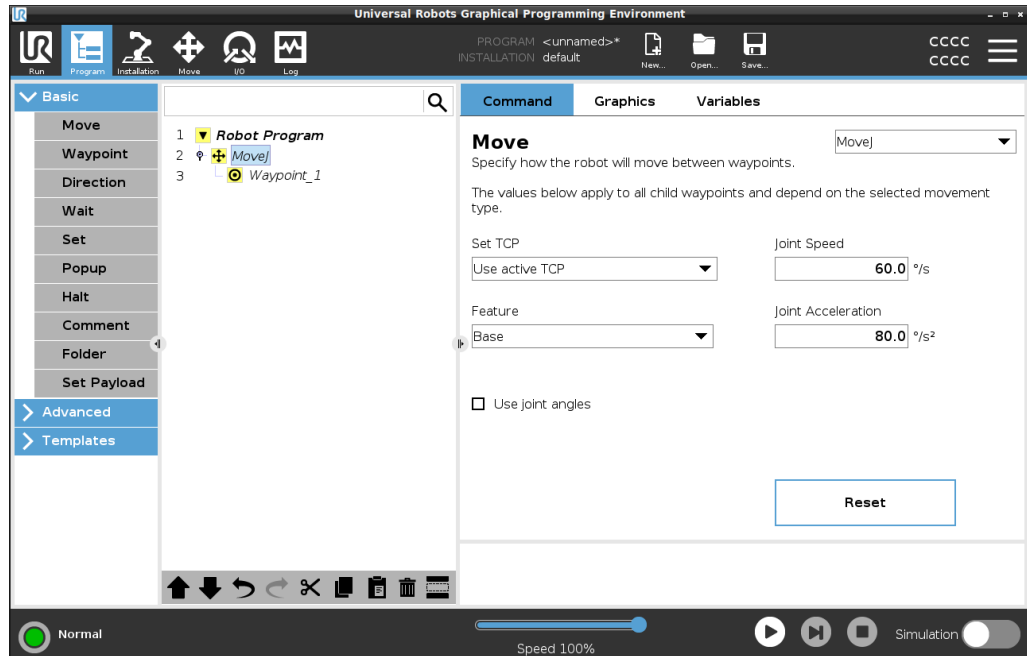 UR
Universal Robots Graphical Programming Environment
UR
Run
Program
Installation
Move
I/O
Log
PROGRAM <unnamed>*
INSTALLATION default
New...
Open...
Save...
CCCC
CCCC
Basic
Move
Waypoint
Direction
Wait
Set
Popup
Halt
Comment
Folder
Set Payload
Advanced
Templates
1 Robot Program
2 MoveJ
3 Waypoint_1
Command Graphics Variables
Move
MoveJ
Specify how the robot will move between waypoints.
The values below apply to all child waypoints and depend on the selected movement
type.
Set TCP
Use active TCP
Joint Speed
60.0 °/s
Feature
Base
Joint Acceleration
80.0 °/s²
Use joint angles
Reset
Normal
Speed 100%
Simulation